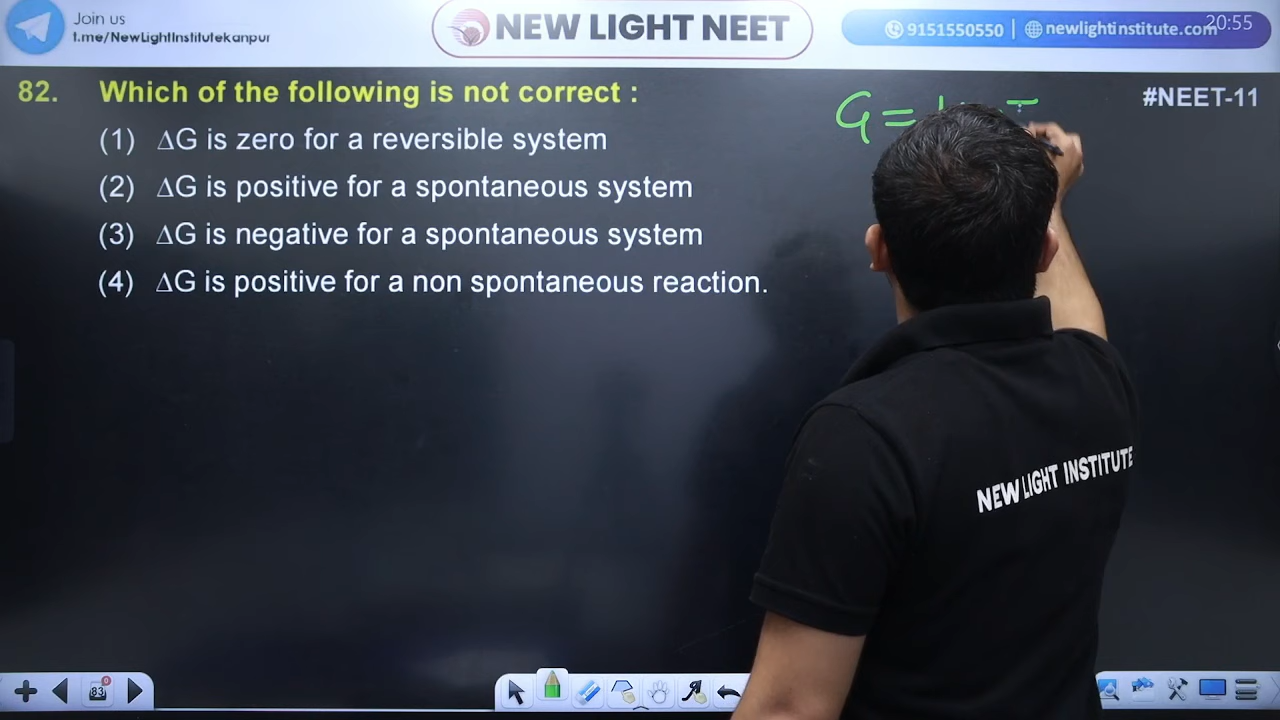 Join us
t.me/NewLightInstitutekanpur
NEW LIGHT NEET
9151550550 | newlightinstitute.com
20:55
82. Which of the following is not correct :
#NEET-11
G =
(1) ΔG is zero for a reversible system
(2) ΔG is positive for a spontaneous system
(3) ΔG is negative for a spontaneous system
(4) ΔG is positive for a non spontaneous reaction.
NEW LIGHT INSTITUTE
83